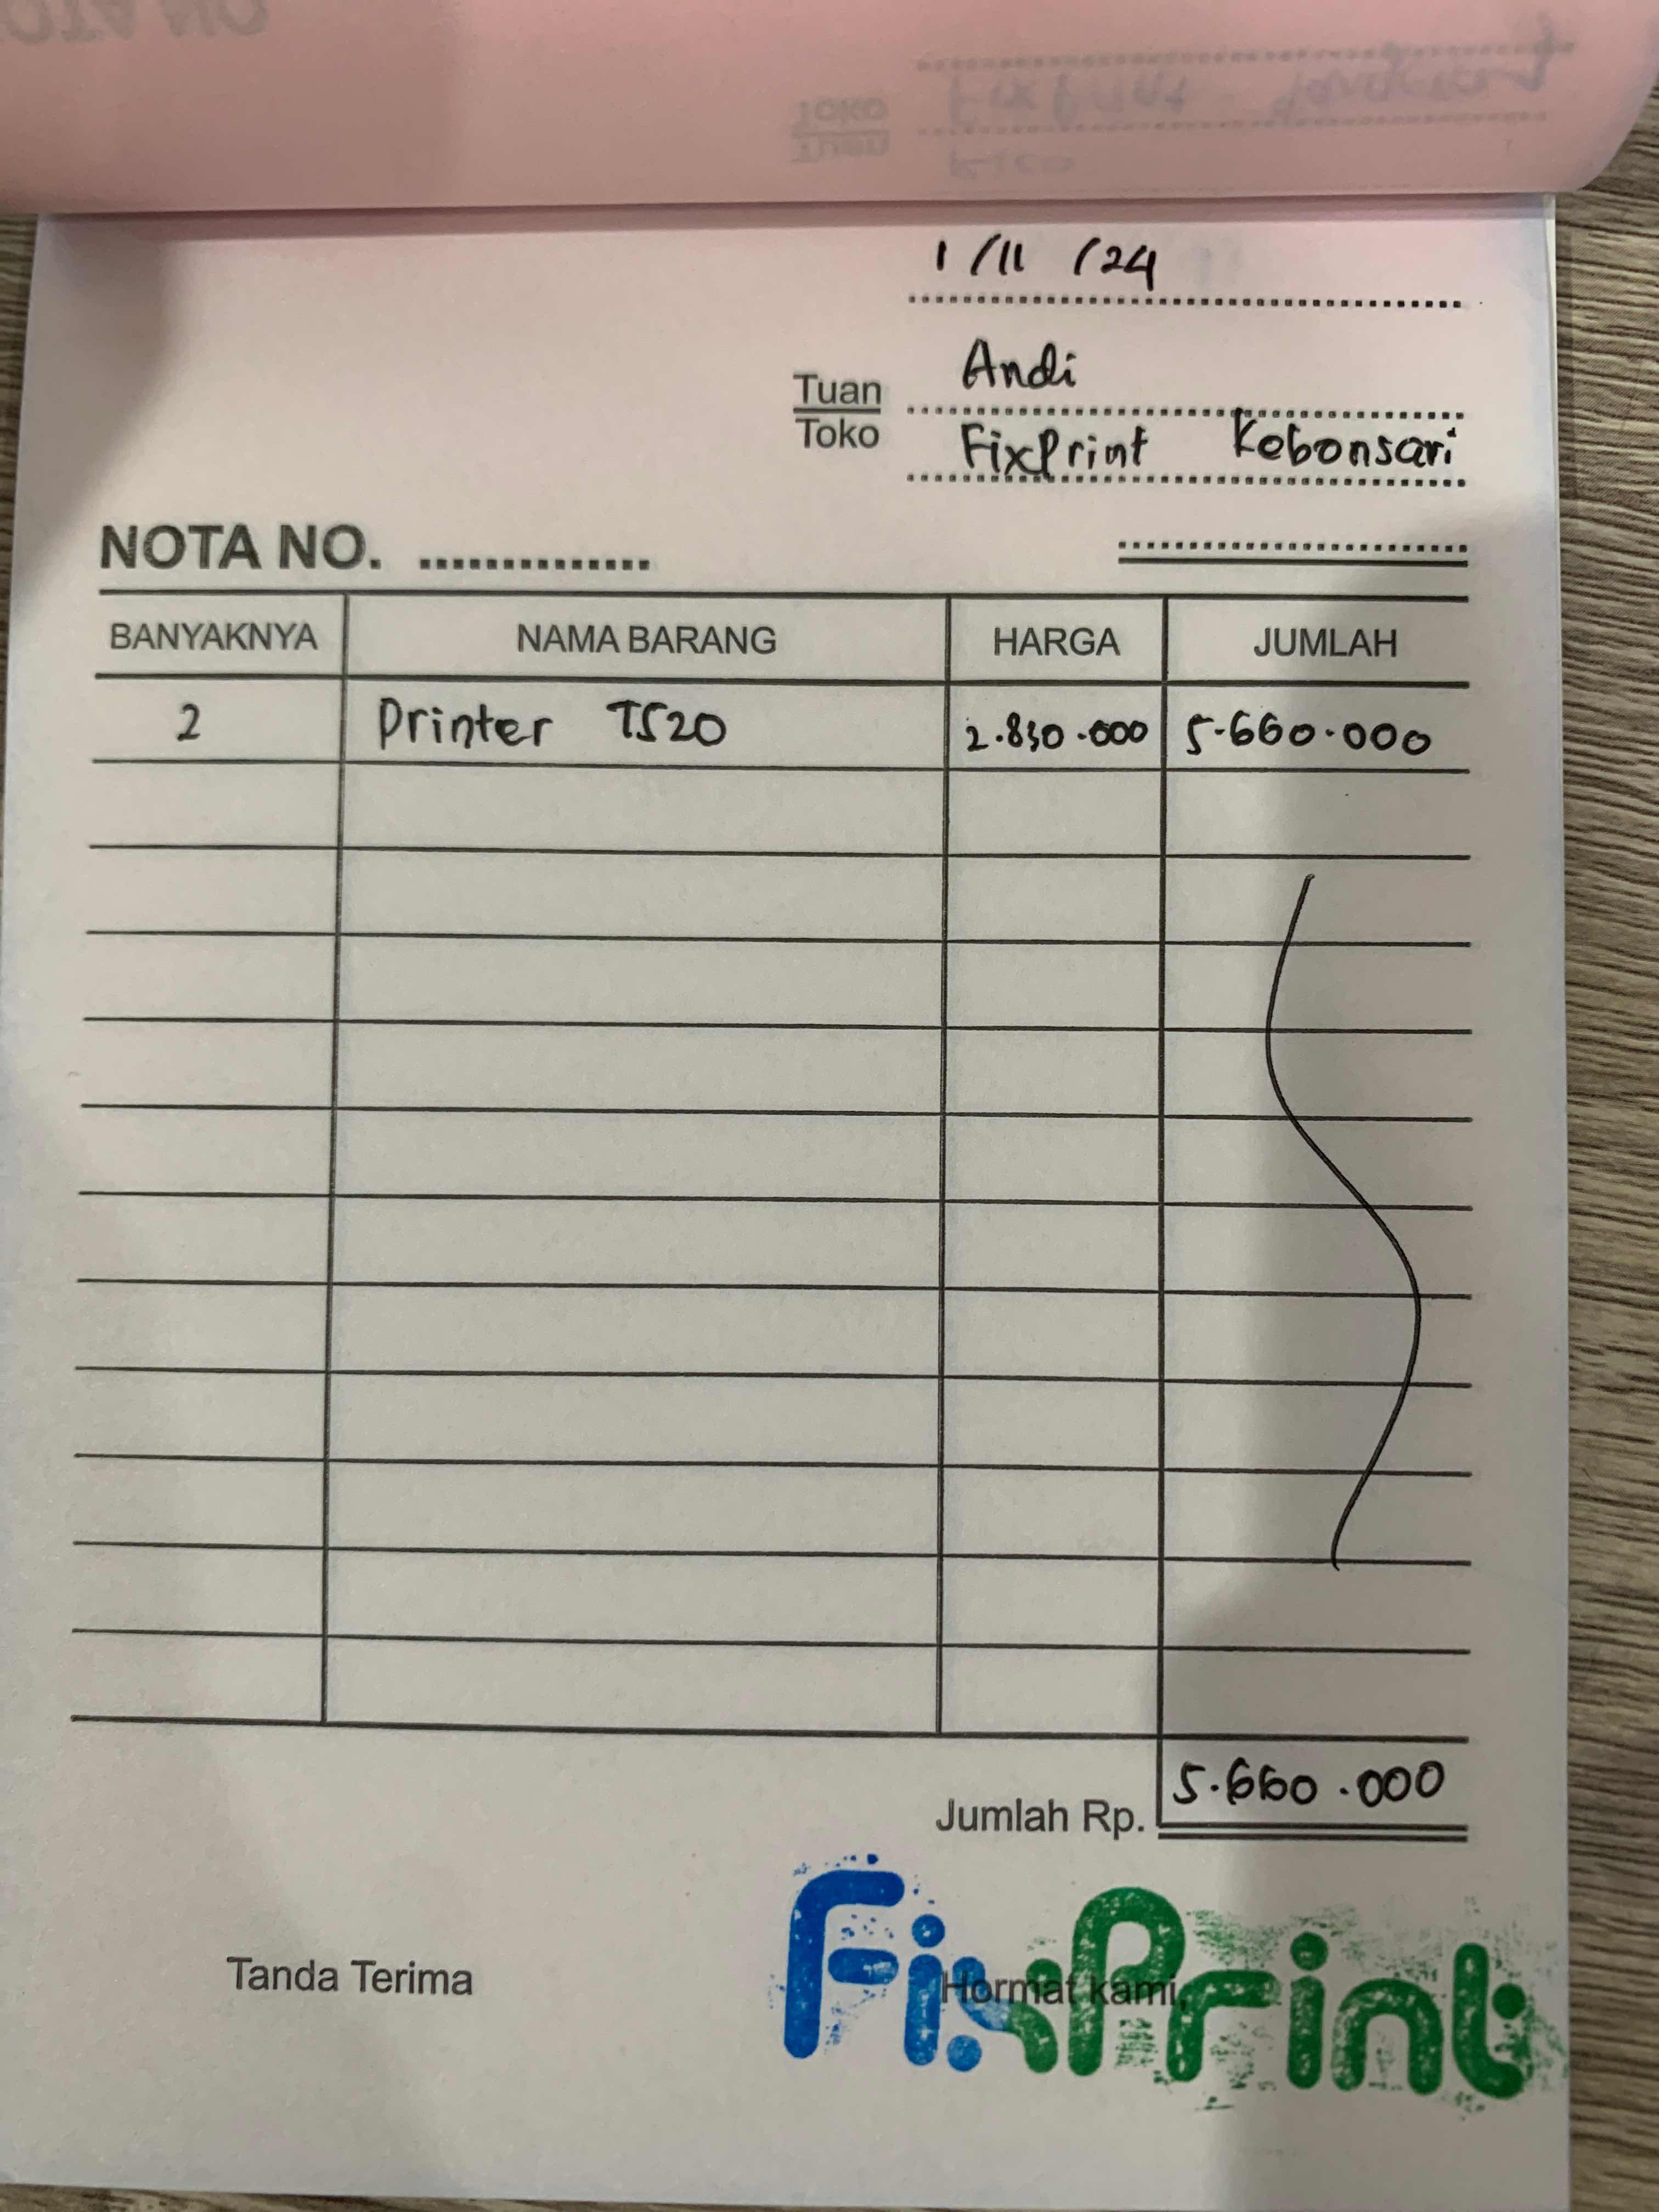 1/11/24
Tuan Andi
Toko FixPrint Kebonsari
NOTA NO. ..............
BANYAKNYA NAMA BARANG HARGA JUMLAH
2 Printer TS20 2.830.000 5.660.000
Jumlah Rp. 5.660.000
Tanda Terima Hormat kami,
FixPrint